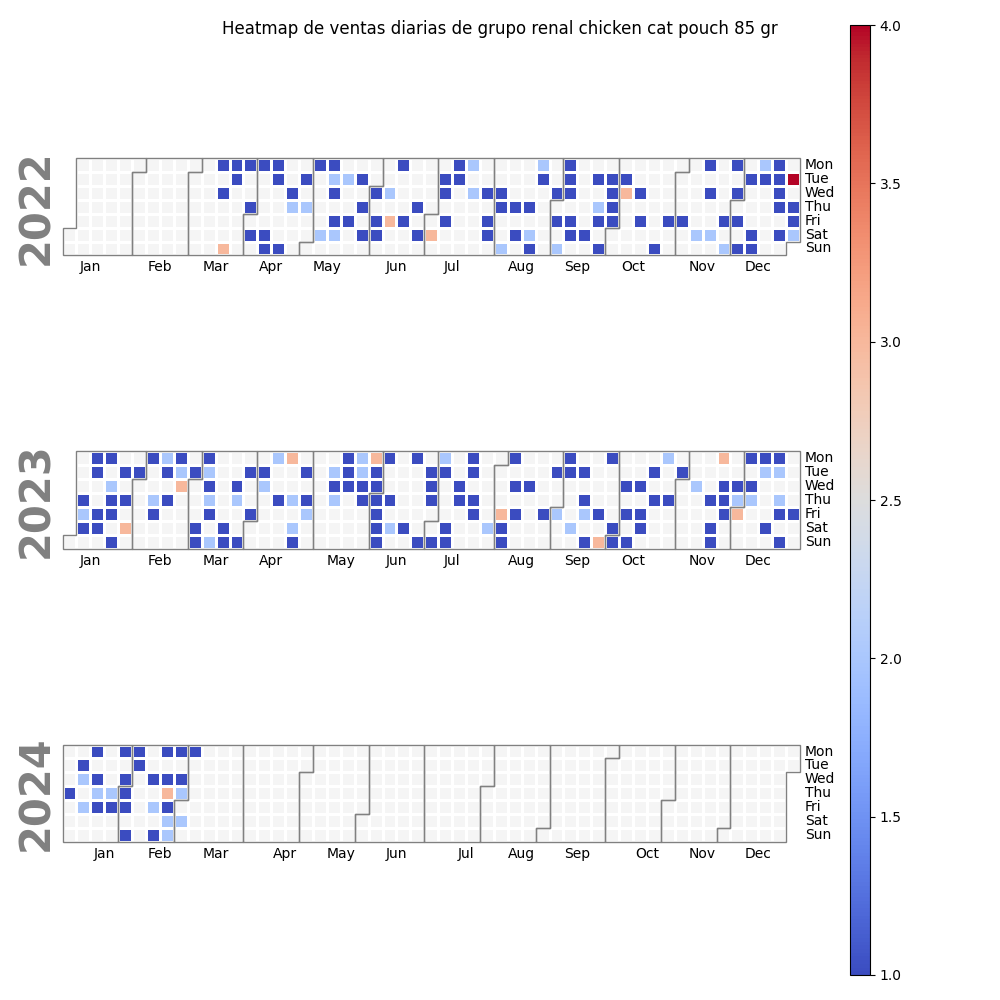 Heatmap de ventas diarias de grupo renal chicken cat pouch 85 gr
4.0
3.5
3.0
2.5
2.0
1.5
1.0
2022
Mon
Tue
Wed
Thu
Fri
Sat
Sun
Jan Feb Mar Apr May Jun Jul Aug Sep Oct Nov Dec
2023
Mon
Tue
Wed
Thu
Fri
Sat
Sun
Jan Feb Mar Apr May Jun Jul Aug Sep Oct Nov Dec
2024
Mon
Tue
Wed
Thu
Fri
Sat
Sun
Jan Feb Mar Apr May Jun Jul Aug Sep Oct Nov Dec